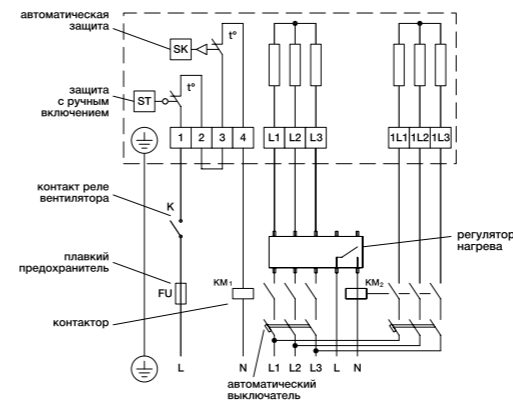 автоматическая
защита
SK
t°
защита
с ручным
включением
ST
t°
1 2 3 4 L1 L2 L3 1L1 1L2 1L3
контакт реле
вентилятора
K
регулятор
нагрева
плавкий
предохранитель
FU
KM1
KM2
контактор
L N L1 L2 L3 L N
автоматический
выключатель